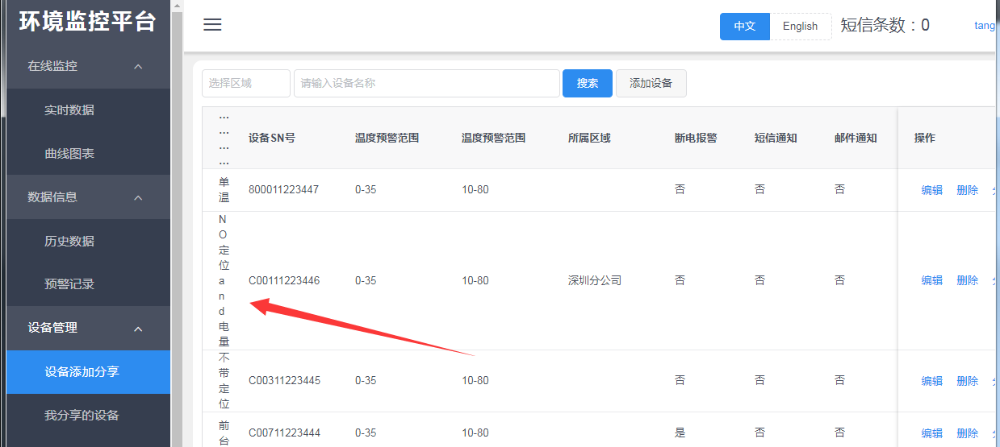 环境监控平台
中文
English
短信条数：0
tang
在线监控
实时数据
曲线图表
数据信息
历史数据
预警记录
设备管理
设备添加分享
我分享的设备
选择区域
请输入设备名称
搜索
添加设备
...
...
...
...
设备SN号
温度预警范围
温度预警范围
所属区域
断电报警
短信通知
邮件通知
操作
单
温
800011223447
0-35
10-80
否
否
否
编辑
删除
N
O
定
位
a
n
d
电
量
C00111223446
0-35
10-80
深圳分公司
否
否
否
编辑
删除
不
带
定
位
C00311223445
0-35
10-80
否
否
否
编辑
删除
前
台
C00711223444
0-35
10-80
是
否
否
编辑
删除